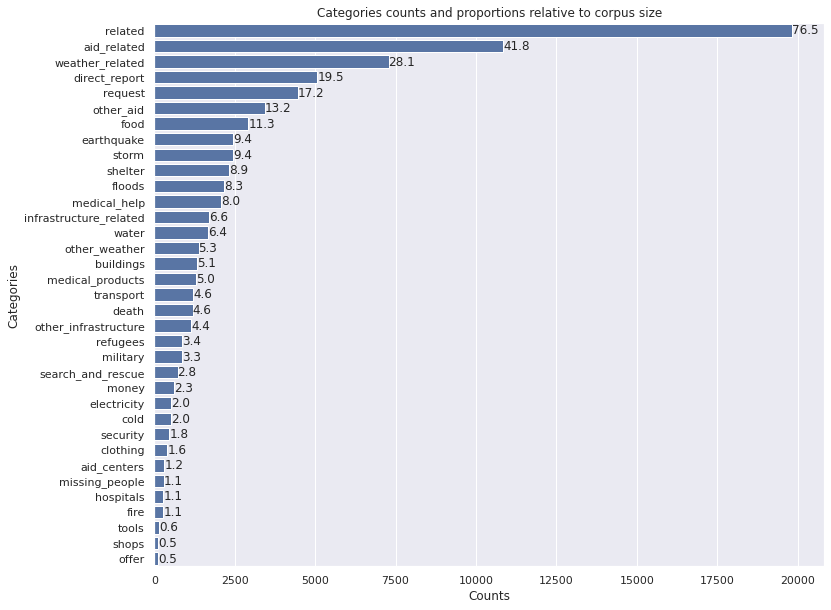 Categories counts and proportions relative to corpus size
Categories
related 76.5
aid_related 41.8
weather_related 28.1
direct_report 19.5
request 17.2
other_aid 13.2
food 11.3
earthquake 9.4
storm 9.4
shelter 8.9
floods 8.3
medical_help 8.0
infrastructure_related 6.6
water 6.4
other_weather 5.3
buildings 5.1
medical_products 5.0
transport 4.6
death 4.6
other_infrastructure 4.4
refugees 3.4
military 3.3
search_and_rescue 2.8
money 2.3
electricity 2.0
cold 2.0
security 1.8
clothing 1.6
aid_centers 1.2
missing_people 1.1
hospitals 1.1
fire 1.1
tools 0.6
shops 0.5
offer 0.5
0 2500 5000 7500 10000 12500 15000 17500 20000
Counts